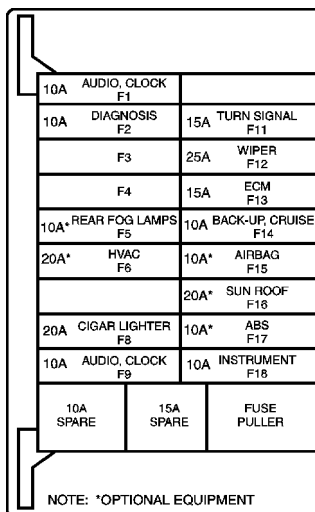 10A AUDIO, CLOCK
F1
10A DIAGNOSIS
F2
15A TURN SIGNAL
F11
F3
25A WIPER
F12
F4
15A ECM
F13
10A* REAR FOG LAMPS
F5
10A BACK-UP, CRUISE
F14
20A* HVAC
F6
10A* AIRBAG
F15
20A* SUN ROOF
F16
20A CIGAR LIGHTER
F8
10A* ABS
F17
10A AUDIO, CLOCK
F9
10A INSTRUMENT
F18
10A
SPARE
15A
SPARE
FUSE
PULLER
NOTE: *OPTIONAL EQUIPMENT